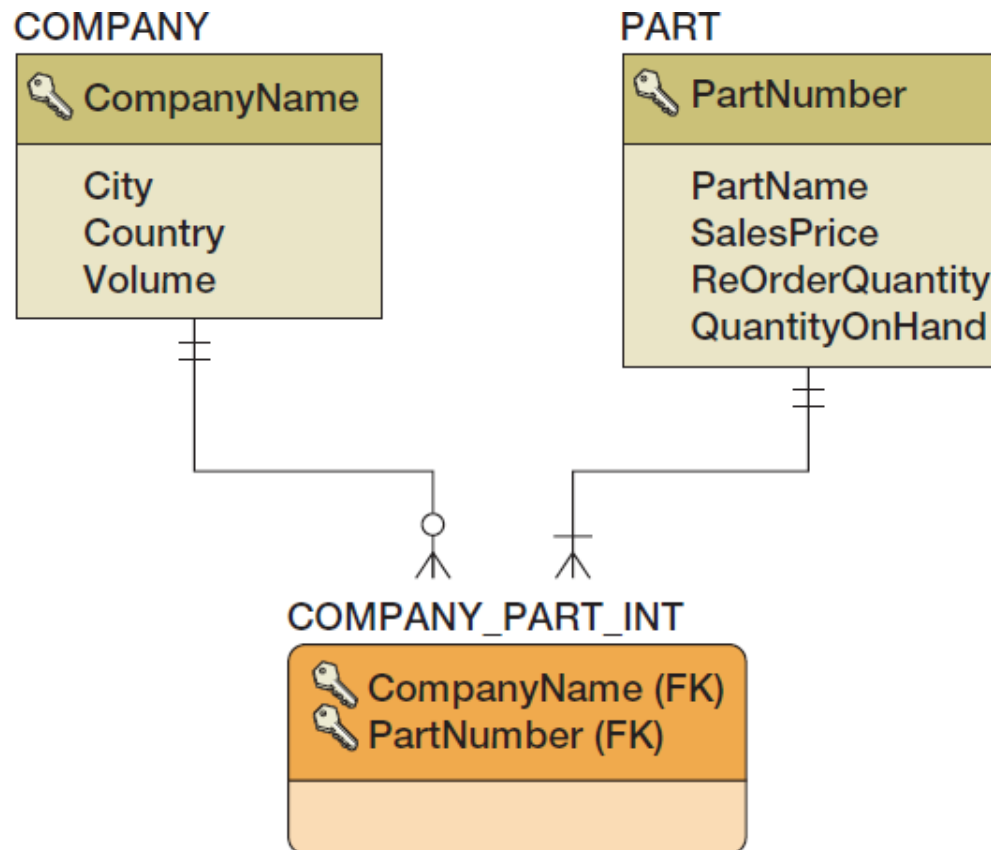 COMPANY
CompanyName
City
Country
Volume
PART
PartNumber
PartName
SalesPrice
ReOrderQuantity
QuantityOnHand
COMPANY_PART_INT
CompanyName (FK)
PartNumber (FK)